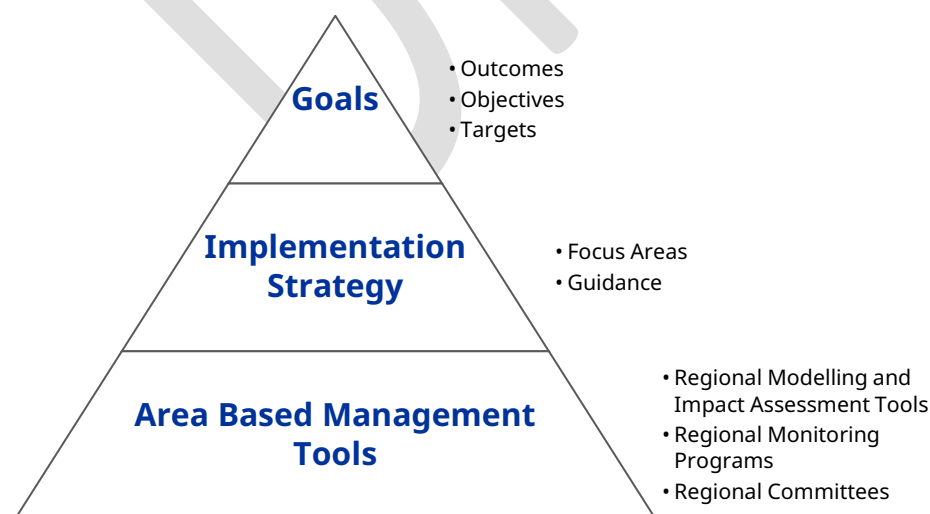 Goals
• Outcomes
• Objectives
• Targets
Implementation
Strategy
• Focus Areas
• Guidance
Area Based Management
Tools
• Regional Modelling and
Impact Assessment Tools
• Regional Monitoring
Programs
• Regional Committees